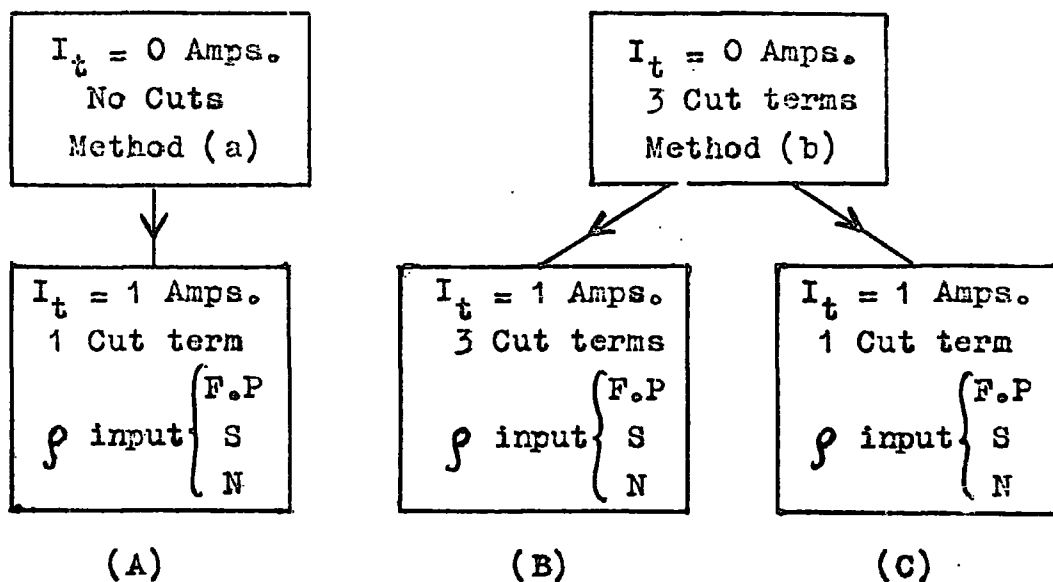 I_t = 0 Amps.
No Cuts
Method (a)
I_t = 0 Amps.
3 Cut terms
Method (b)
I_t = 1 Amps.
1 Cut term
ρ input { F.P
S
N
(A)
I_t = 1 Amps.
3 Cut terms
ρ input { F.P
S
N
(B)
I_t = 1 Amps.
1 Cut term
ρ input { F.P
S
N
(C)